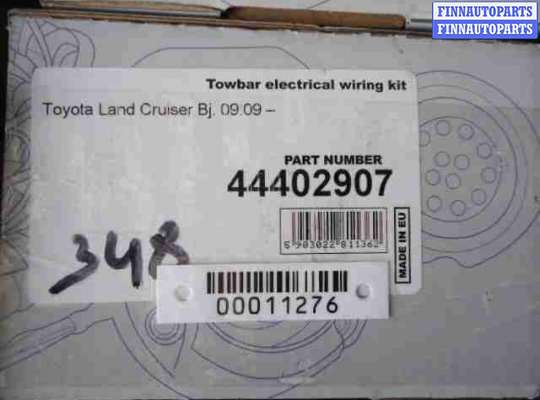 FINNAUTOPARTS
FINNAUTOPARTS
Towbar electrical wiring kit
Toyota Land Cruiser Bj. 09.09 –
PART NUMBER
44402907
5 903022 811362
MADE IN EU
348
00011276